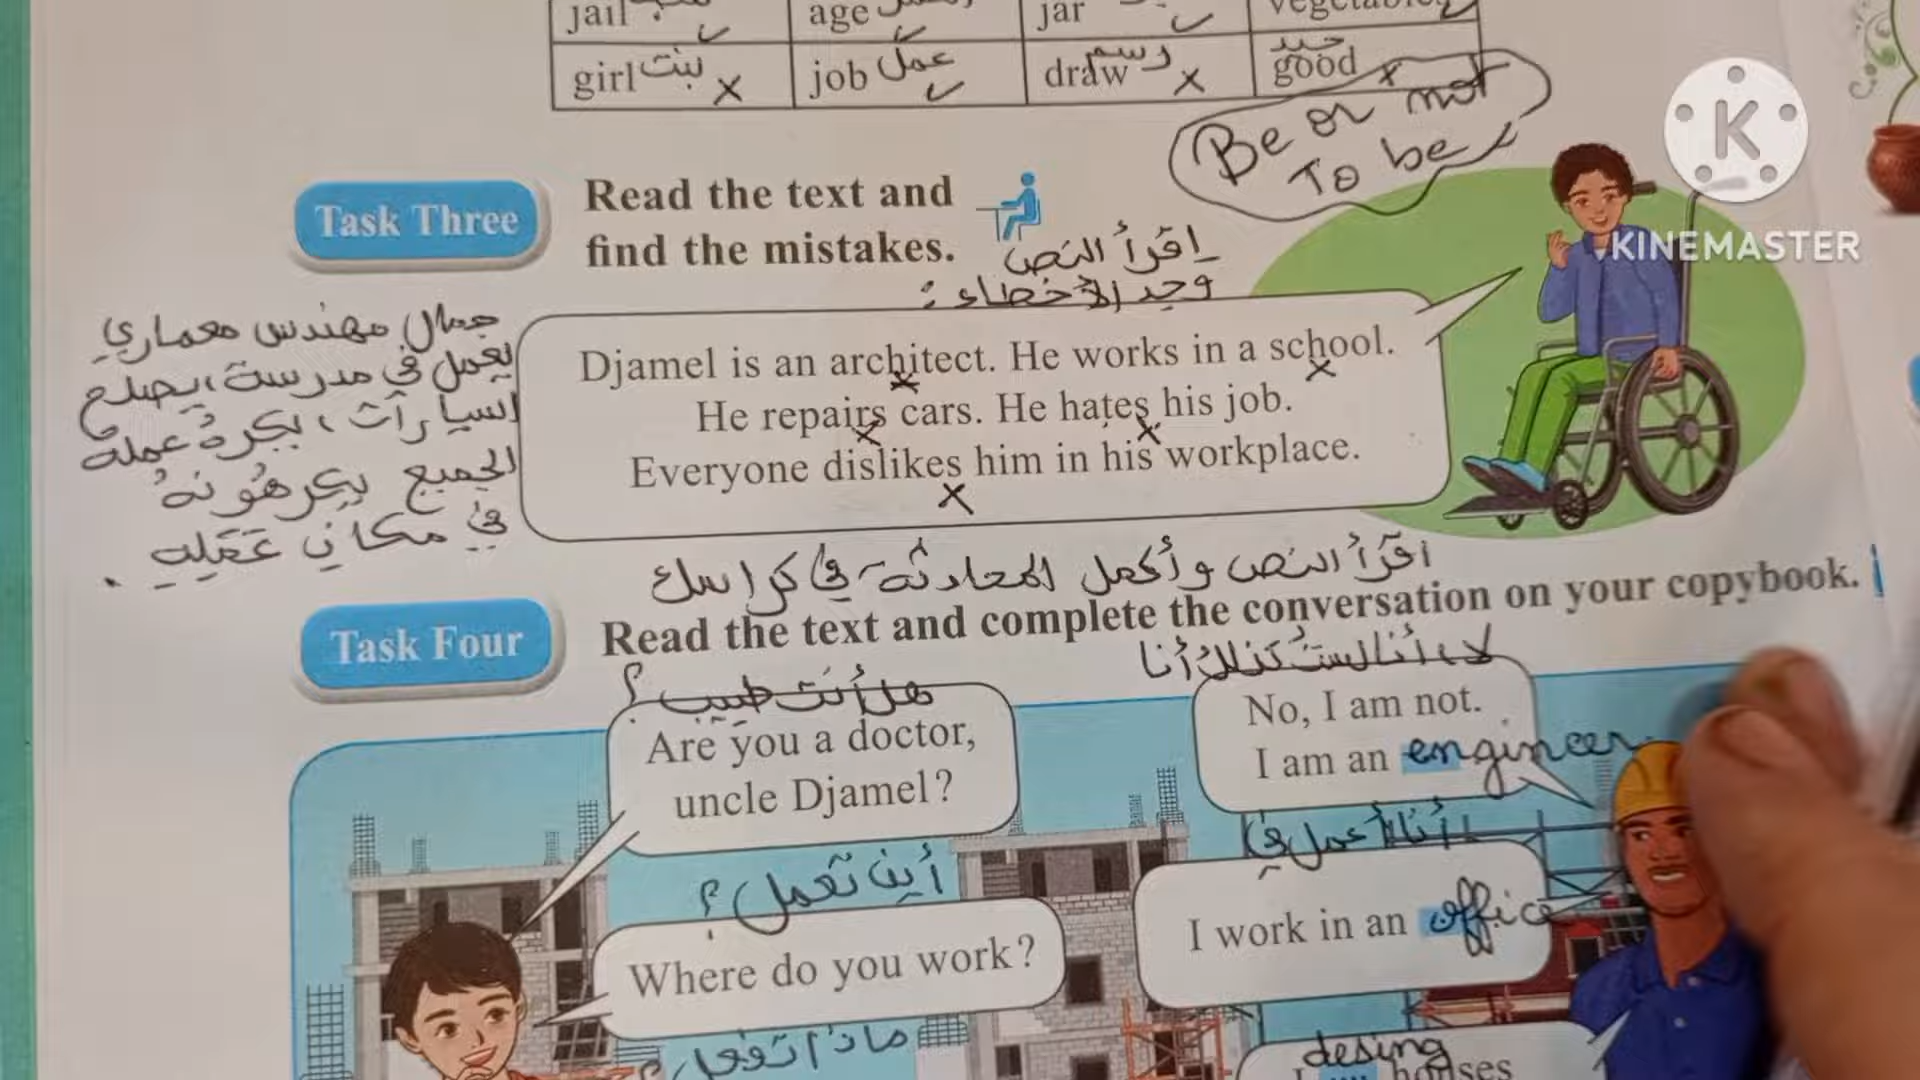 jail
age
jar
vegetables
girl بنت
job عمل
draw رسم
good جيد
Be or not
To be
K
KINEMASTER
Task Three
Read the text and
find the mistakes.
اقرأ النص
وجد الأخطاء:
Djamel is an architect. He works in a school.
He repairs cars. He hates his job.
Everyone dislikes him in his workplace.
جمال مهندس معماري
يعمل في مدرسة، يصلح
السيارات، يكره عمله
الجميع يكرهونه
في مكان عمله.
اقرأ النص وأكمل المحادثة في كراسك
Task Four
Read the text and complete the conversation on your copybook.
هل أنت طبيب؟
Are you a doctor,
uncle Djamel?
لا، أنا لست كذلك أنا
No, I am not.
I am an engineer
أين تعمل؟
Where do you work?
أنا أعمل في
I work in an office
ماذا تفعل؟
desing
houses